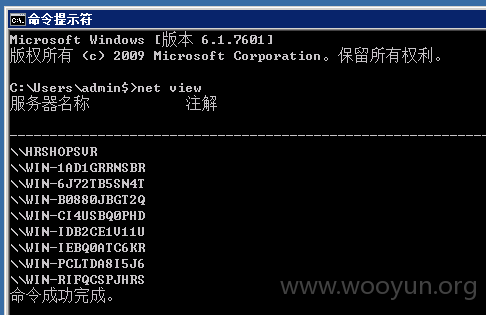 命令提示符
Microsoft Windows [版本 6.1.7601]
版权所有 (c) 2009 Microsoft Corporation。保留所有权利。
C:\Users\admin$>net view
服务器名称 注解
-------------------------------------------------------------------------------
\\HRSHOPSVR
\\WIN-1AD1GRRNSBR
\\WIN-6J72TB5SN4T
\\WIN-B0880JBGT2Q
\\WIN-CI4USBQ0PHD
\\WIN-IDB2CE1V11U
\\WIN-IEBQ0ATC6KR
\\WIN-PCLTDA8I5J6
\\WIN-RIFQCSPJHRS
命令成功完成。
www.wooyun.org